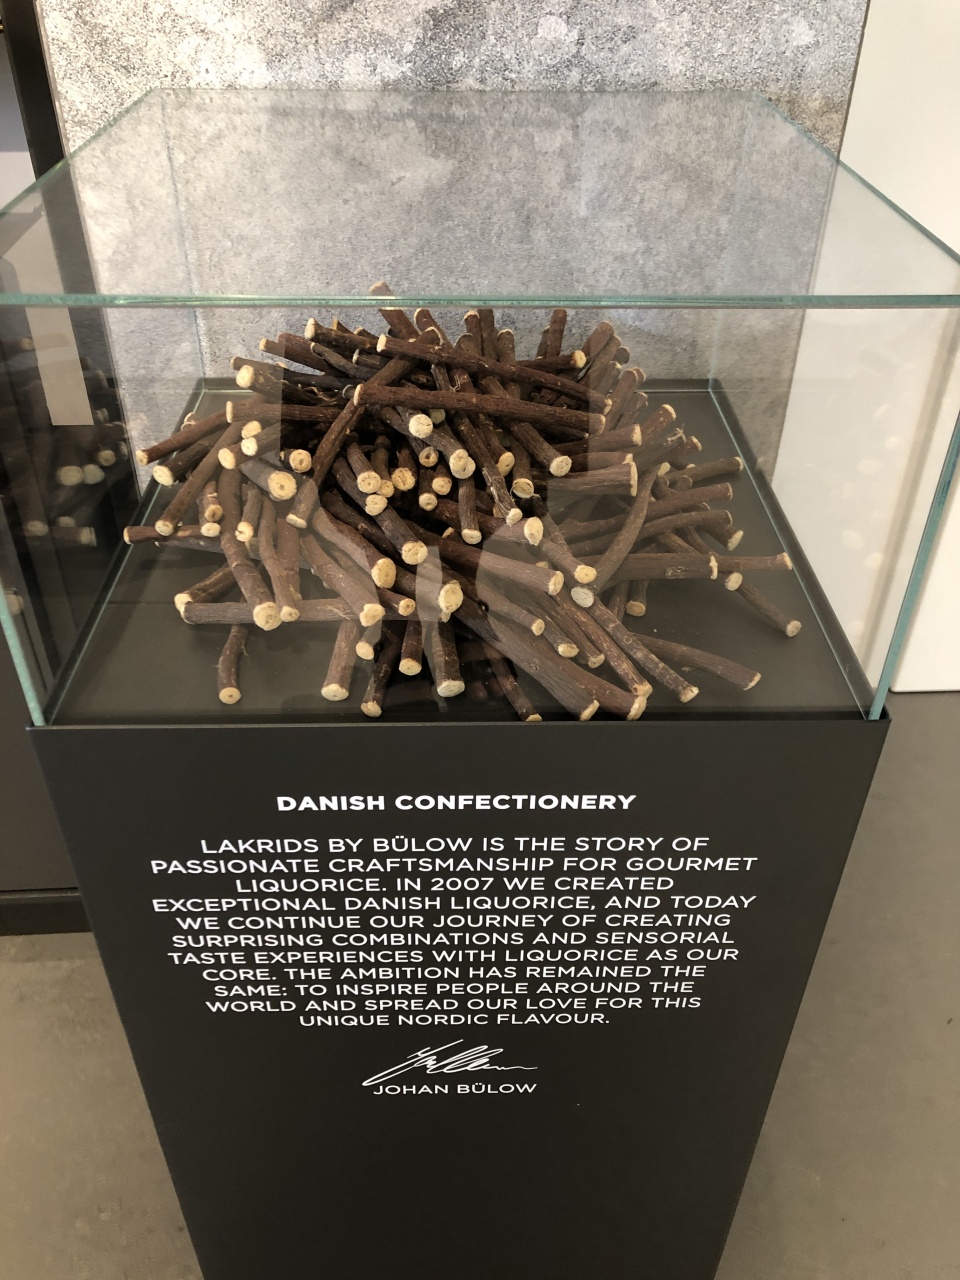 DANISH CONFECTIONERY
LAKRIDS BY BÜLOW IS THE STORY OF
PASSIONATE CRAFTSMANSHIP FOR GOURMET
LIQUORICE. IN 2007 WE CREATED
EXCEPTIONAL DANISH LIQUORICE, AND TODAY
WE CONTINUE OUR JOURNEY OF CREATING
SURPRISING COMBINATIONS AND SENSORIAL
TASTE EXPERIENCES WITH LIQUORICE AS OUR
CORE. THE AMBITION HAS REMAINED THE
SAME: TO INSPIRE PEOPLE AROUND THE
WORLD AND SPREAD OUR LOVE FOR THIS
UNIQUE NORDIC FLAVOUR.
JOHAN BÜLOW